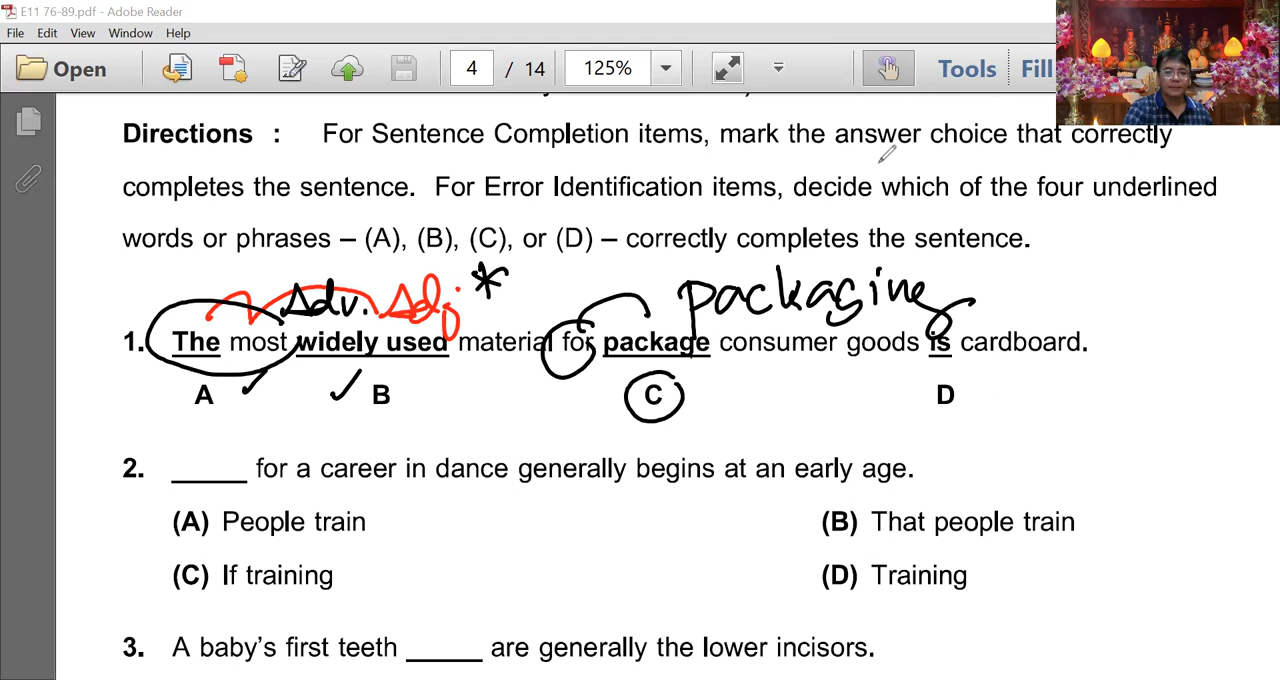 E11 76-89.pdf - Adobe Reader
File Edit View Window Help
Open 4 / 14 125% Tools Fill
Directions : For Sentence Completion items, mark the answer choice that correctly
completes the sentence. For Error Identification items, decide which of the four underlined
words or phrases – (A), (B), (C), or (D) – correctly completes the sentence.
Adv. Adj * packaging
1. The most widely used material for package consumer goods is cardboard.
A B C D
2. _____ for a career in dance generally begins at an early age.
(A) People train (B) That people train
(C) If training (D) Training
3. A baby's first teeth _____ are generally the lower incisors.